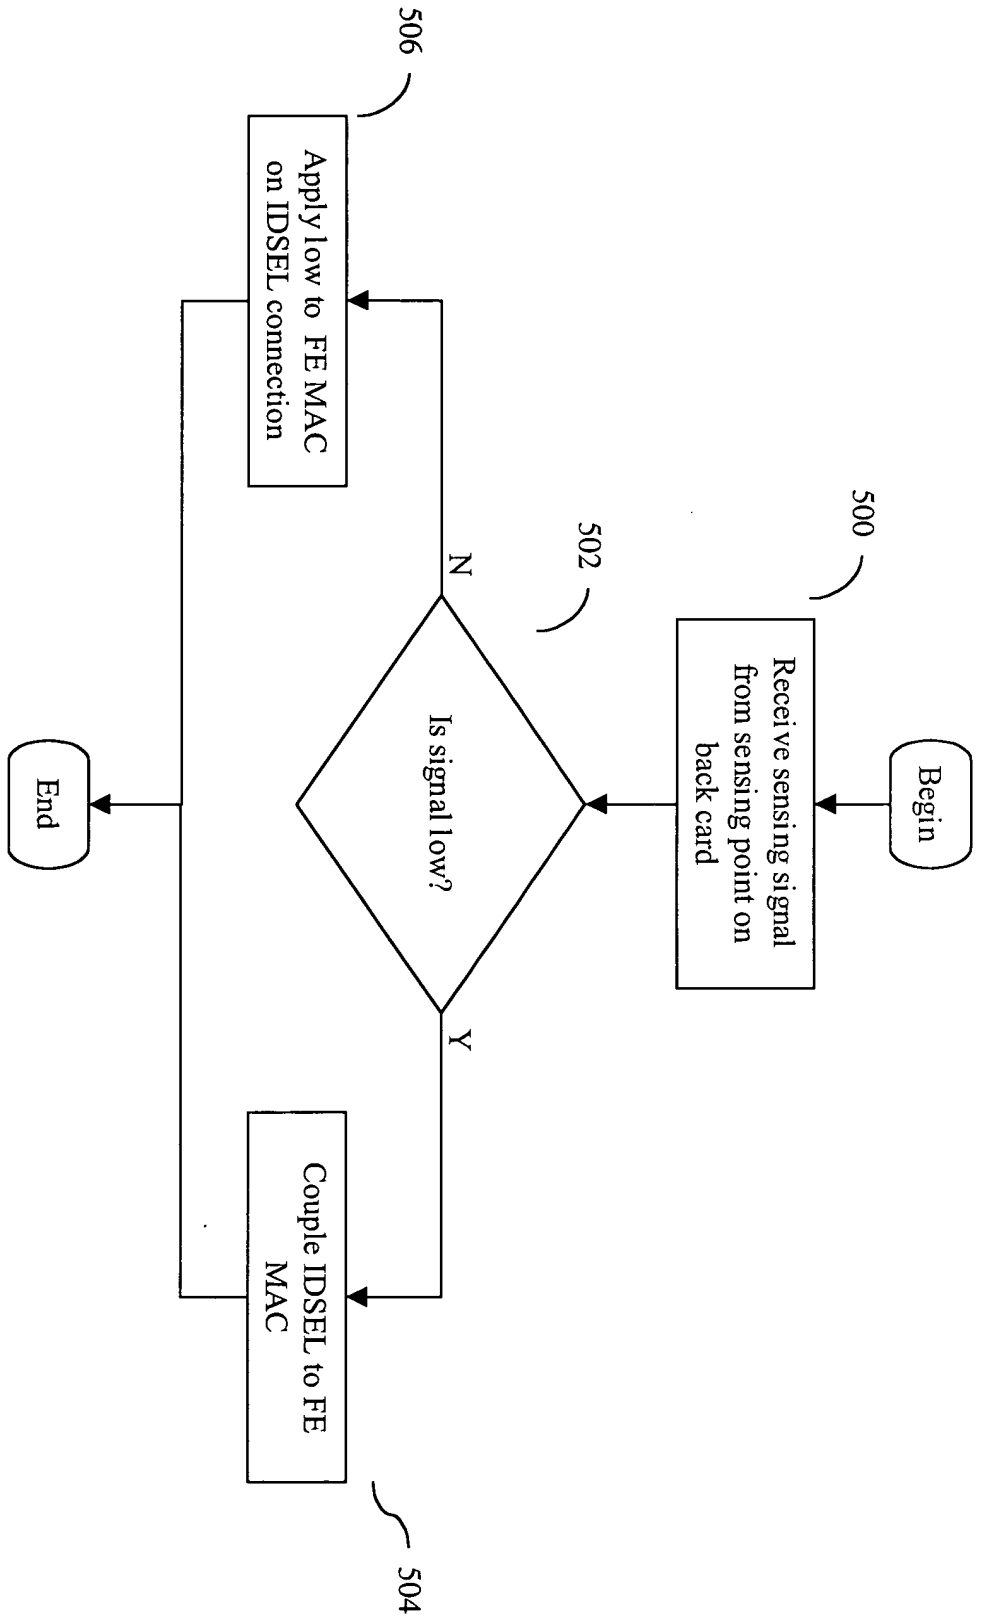 Begin
500
Receive sensing signal
from sensing point on
back card
502
Is signal low?
N
Y
506
Apply low to FE MAC
on IDSEL connection
Couple IDSEL to FE
MAC
504
End